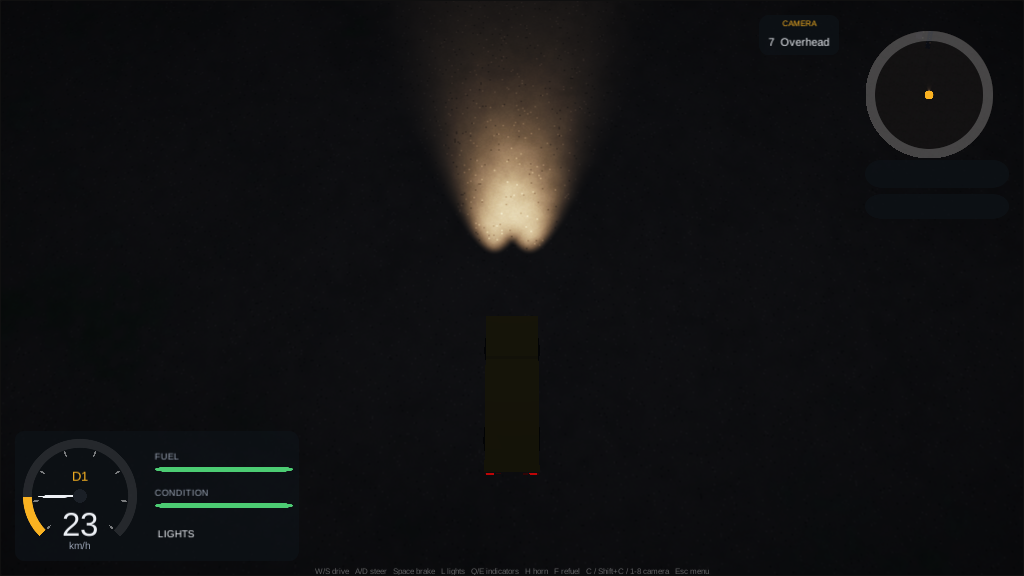 CAMERA
7 Overhead
FUEL
D1
CONDITION
23
km/h
LIGHTS
W/S drive A/D steer Space brake L lights Q/E indicators H horn F refuel C / Shift+C / 1-8 camera Esc menu